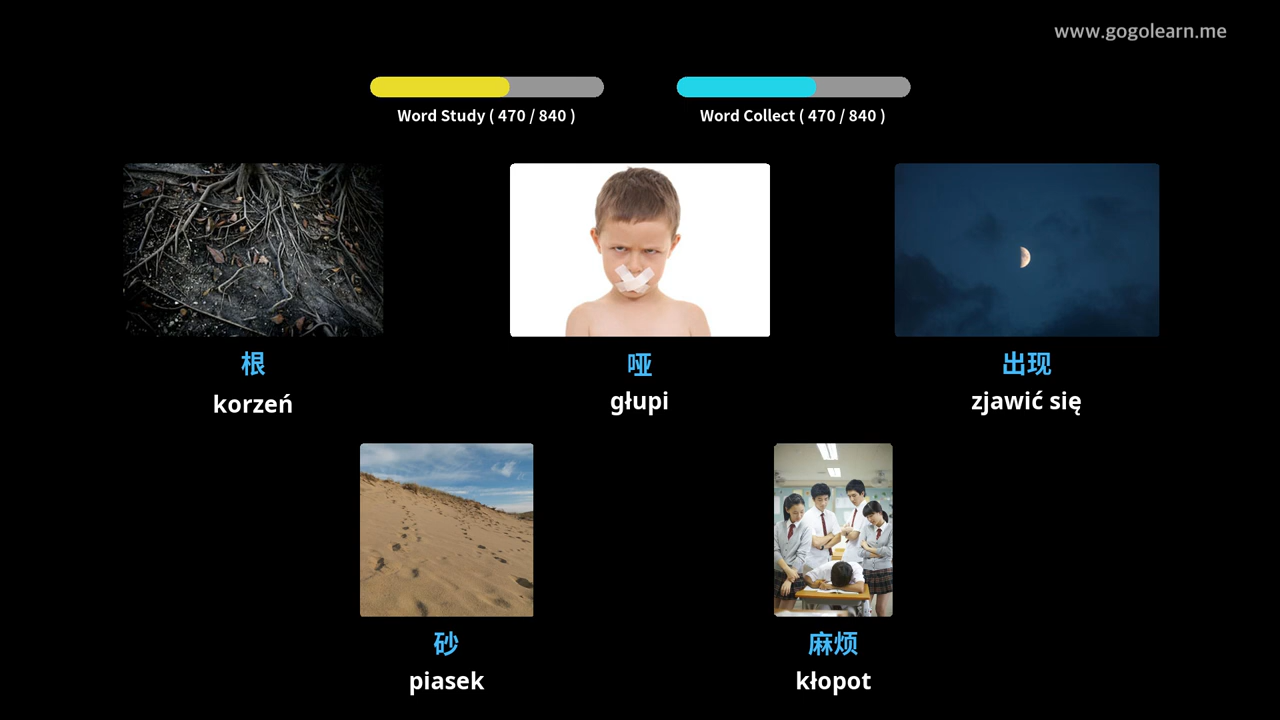 www.gogolearn.me
Word Study ( 470 / 840 )
Word Collect ( 470 / 840 )
根
korzeń
哑
głupi
出现
zjawić się
砂
piasek
麻烦
kłopot